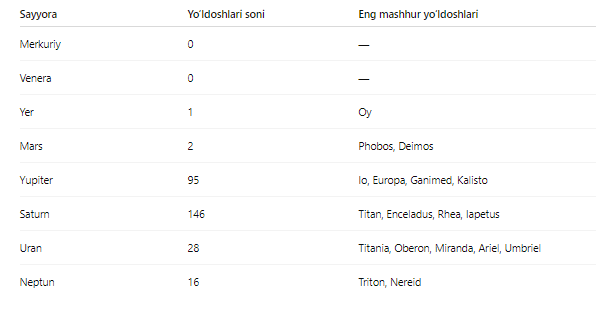 Sayyora Yo‘ldoshlari soni Eng mashhur yo‘ldoshlari
Merkuriy 0 —
Venera 0 —
Yer 1 Oy
Mars 2 Phobos, Deimos
Yupiter 95 Io, Europa, Ganimed, Kalisto
Saturn 146 Titan, Enceladus, Rhea, Iapetus
Uran 28 Titania, Oberon, Miranda, Ariel, Umbriel
Neptun 16 Triton, Nereid